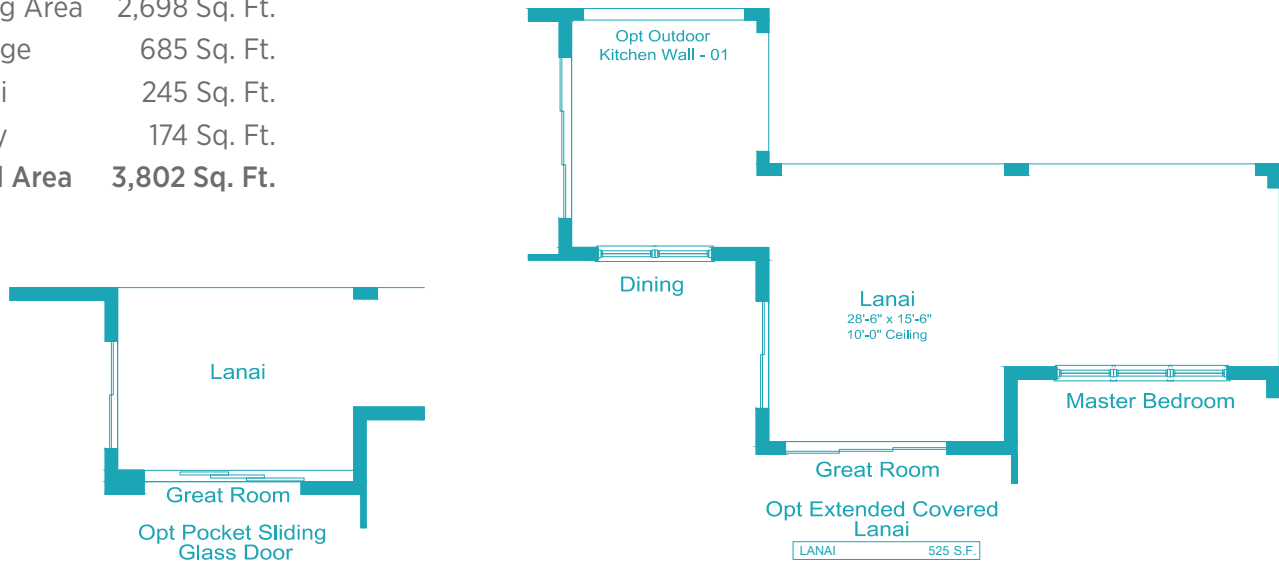 g Area 2,698 Sq. Ft.
ge 685 Sq. Ft.
i 245 Sq. Ft.
y 174 Sq. Ft.
l Area 3,802 Sq. Ft.
Opt Outdoor
Kitchen Wall - 01
Dining
Lanai
28'-6" x 15'-6"
10'-0" Ceiling
Master Bedroom
Great Room
Opt Extended Covered
Lanai
LANAI 525 S.F.
Lanai
Great Room
Opt Pocket Sliding
Glass Door